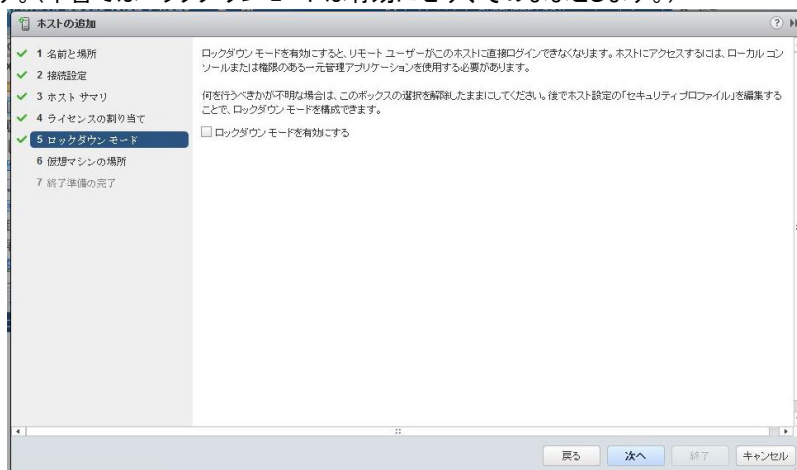 ホストの追加
1 名前と場所
2 接続設定
3 ホスト サマリ
4 ライセンスの割り当て
5 ロックダウン モード
6 仮想マシンの場所
7 終了準備の完了
ロックダウン モードを有効にすると、リモート ユーザーがこのホストに直接ログインできなくなります。ホストにアクセスするには、ローカル コン
ソールまたは権限のある一元管理アプリケーションを使用する必要があります。
何を行うべきかが不明な場合は、このボックスの選択を解除したままにしてください。後でホスト設定の「セキュリティ プロファイル」を編集する
ことで、ロックダウン モードを構成できます。
ロックダウン モードを有効にする
戻る
次へ
終了
キャンセル